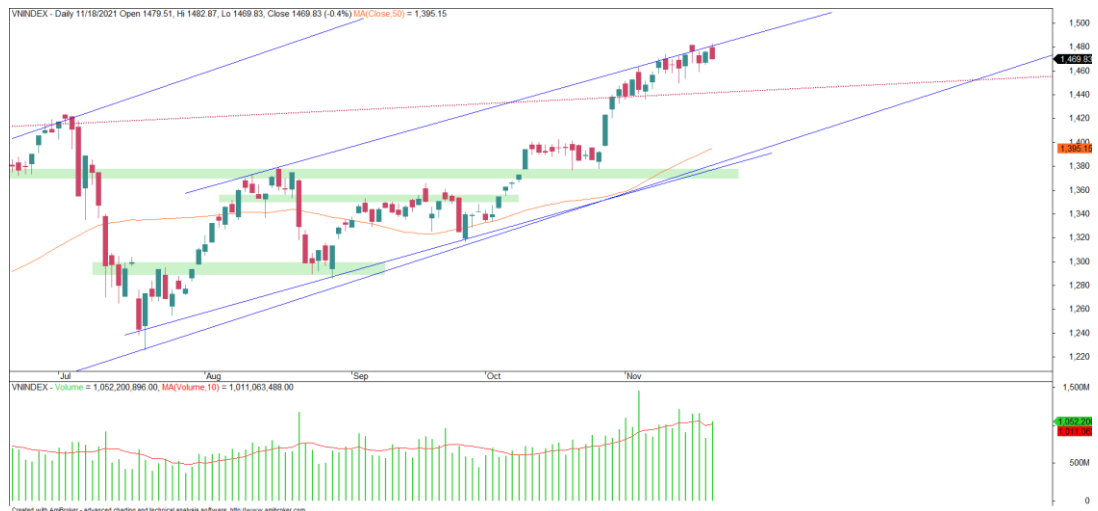 VNINDEX - Daily 11/18/2021 Open 1479.51, Hi 1482.87, Lo 1469.83, Close 1469.83 (-0.4%) MA(Close,50) = 1,395.15
1,500
1,480
1,469.83
1,460
1,440
1,420
1,400
1,395.15
1,380
1,360
1,340
1,320
1,300
1,280
1,260
1,240
1,220
Jul
Aug
Sep
Oct
Nov
VNINDEX - Volume = 1,052,200,896.00, MA(Volume,10) = 1,011,063,488.00
1,500M
1,052,200
1,011,063
500M
0
Created with AmiBroker - advanced charting and technical analysis software. http://www.amibroker.com